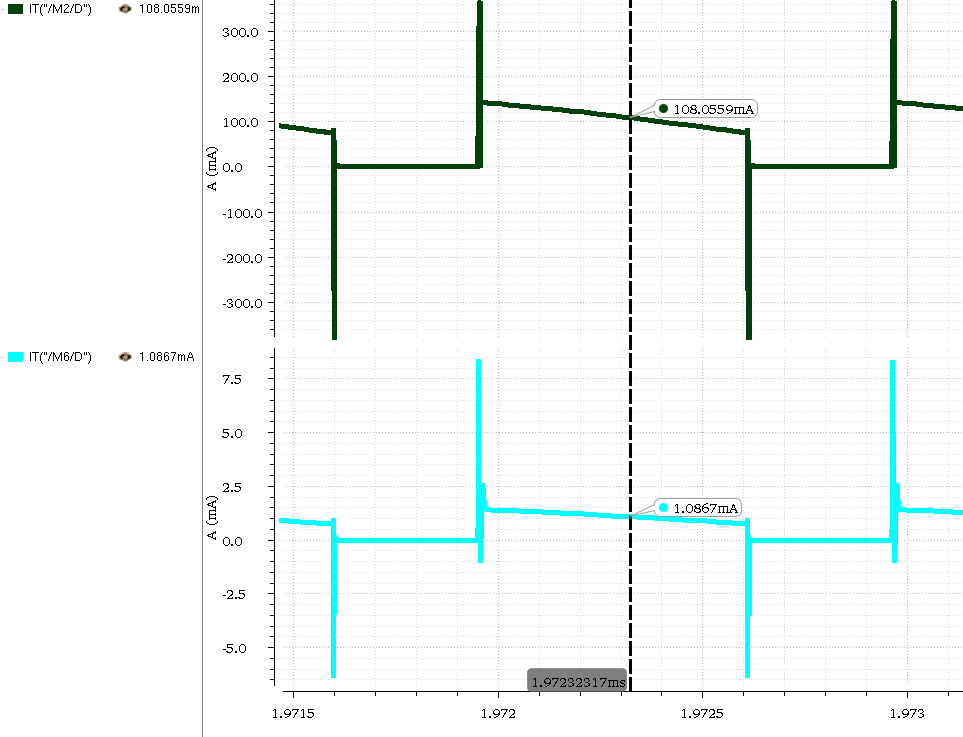 IT("/M2/D") 108.0559m
300.0
200.0
108.0559mA
100.0
0.0
A (mA)
-100.0
-200.0
-300.0
IT("/M6/D") 1.0867mA
7.5
5.0
2.5
1.0867mA
A (mA)
0.0
-2.5
-5.0
1.97232317ms
1.9715 1.972 1.9725 1.973